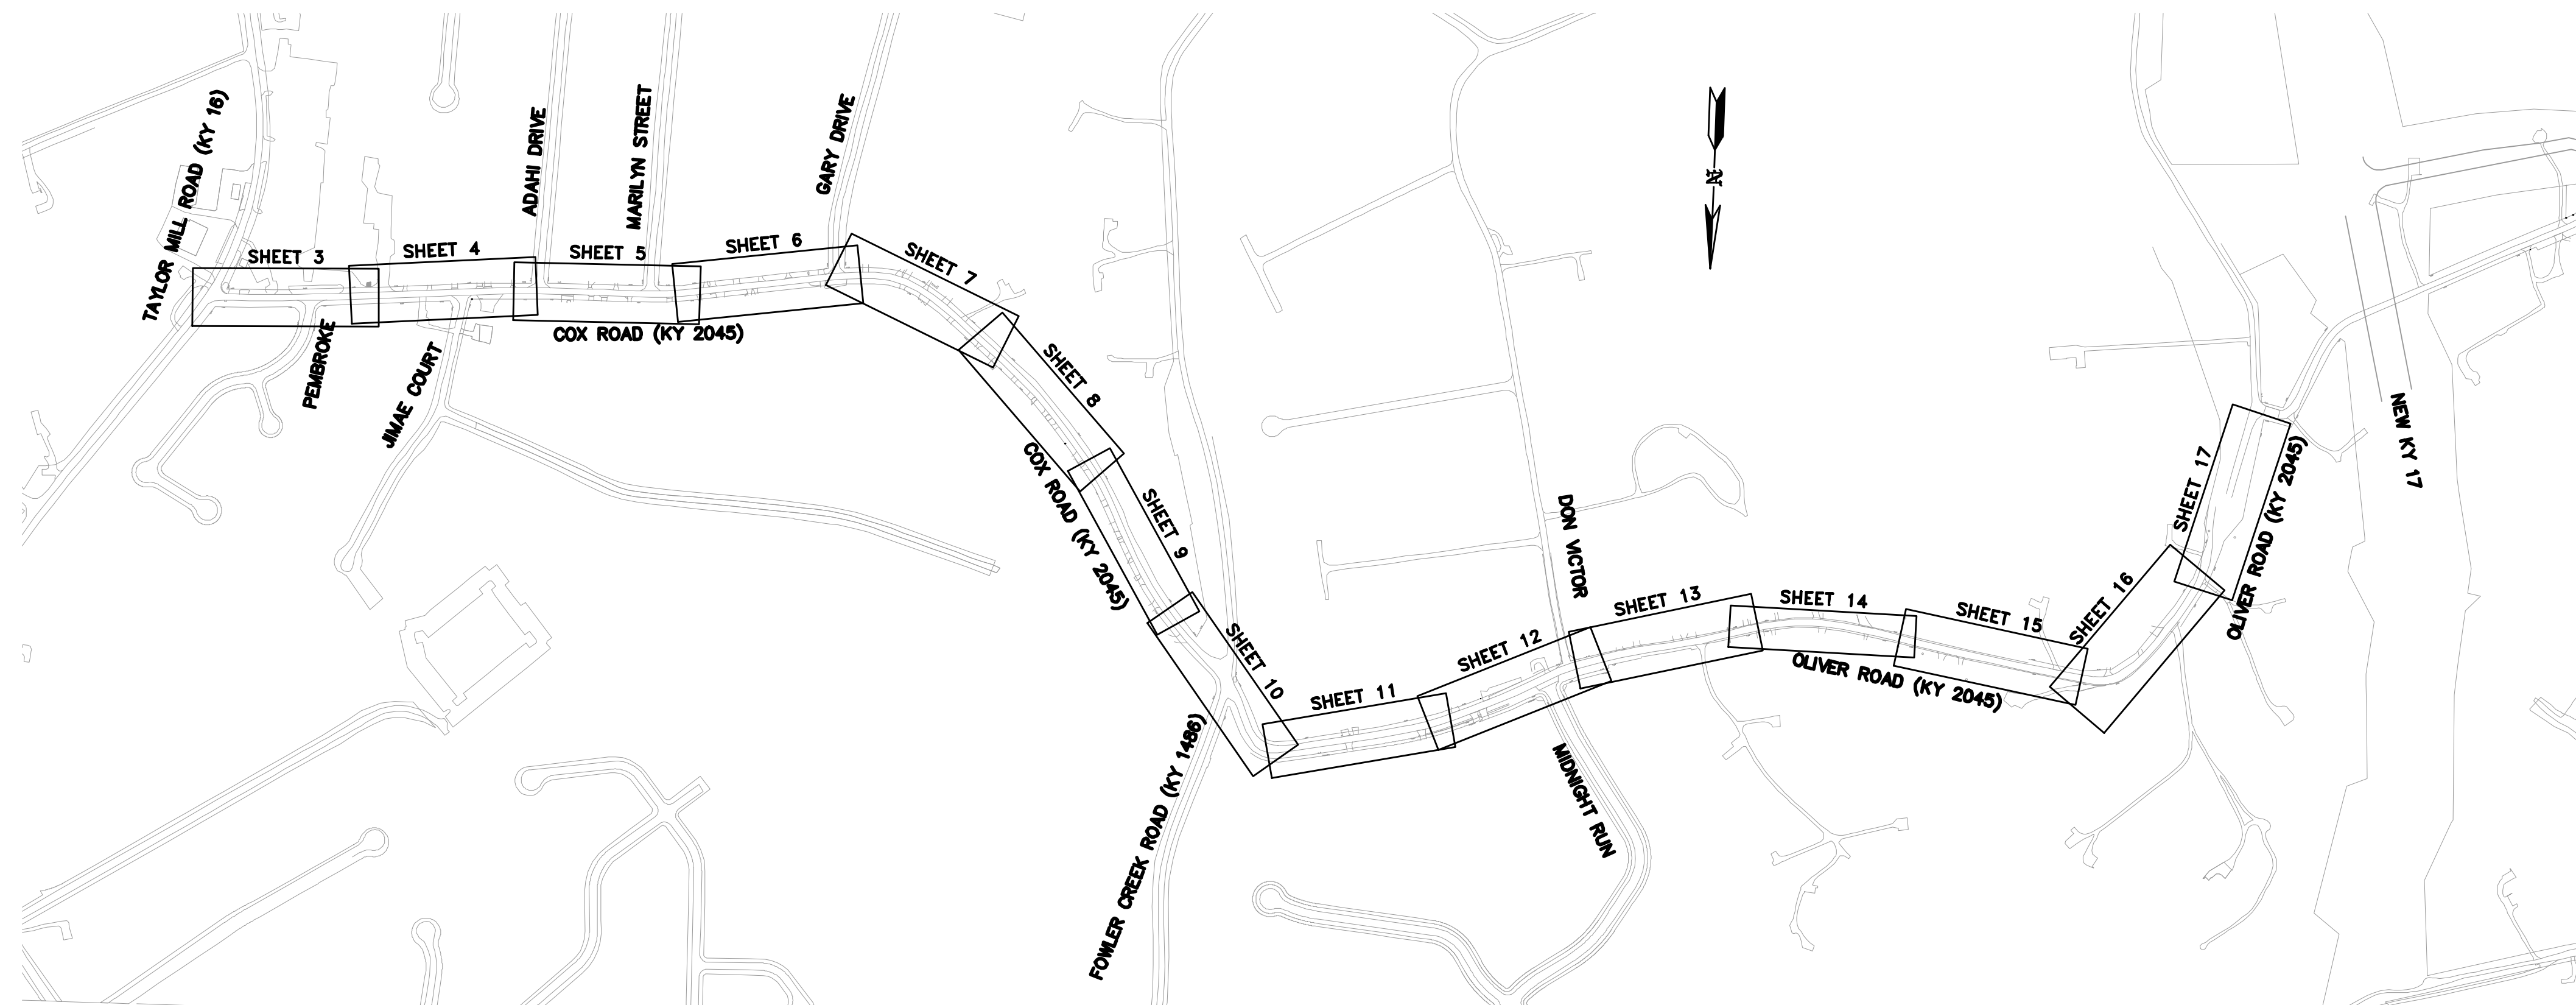 TAYLOR MILL ROAD (KY 16)
SHEET 3
PEMBROKE
SHEET 4
JIMAE COURT
ADAHI DRIVE
SHEET 5
MARILYN STREET
COX ROAD (KY 2045)
SHEET 6
GARY DRIVE
SHEET 7
SHEET 8
COX ROAD (KY 2045)
SHEET 9
SHEET 10
FOWLER CREEK ROAD (KY 1486)
SHEET 11
SHEET 12
DON VICTOR
MIDNIGHT RUN
SHEET 13
N
SHEET 14
OLIVER ROAD (KY 2045)
SHEET 15
SHEET 16
SHEET 17
OLIVER ROAD (KY 2045)
NEW KY 17